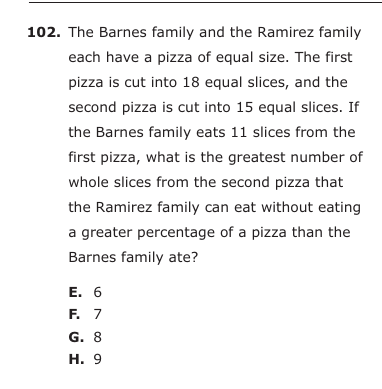 102. The Barnes family and the Ramirez family
each have a pizza of equal size. The first
pizza is cut into 18 equal slices, and the
second pizza is cut into 15 equal slices. If
the Barnes family eats 11 slices from the
first pizza, what is the greatest number of
whole slices from the second pizza that
the Ramirez family can eat without eating
a greater percentage of a pizza than the
Barnes family ate?
E. 6
F. 7
G. 8
H. 9